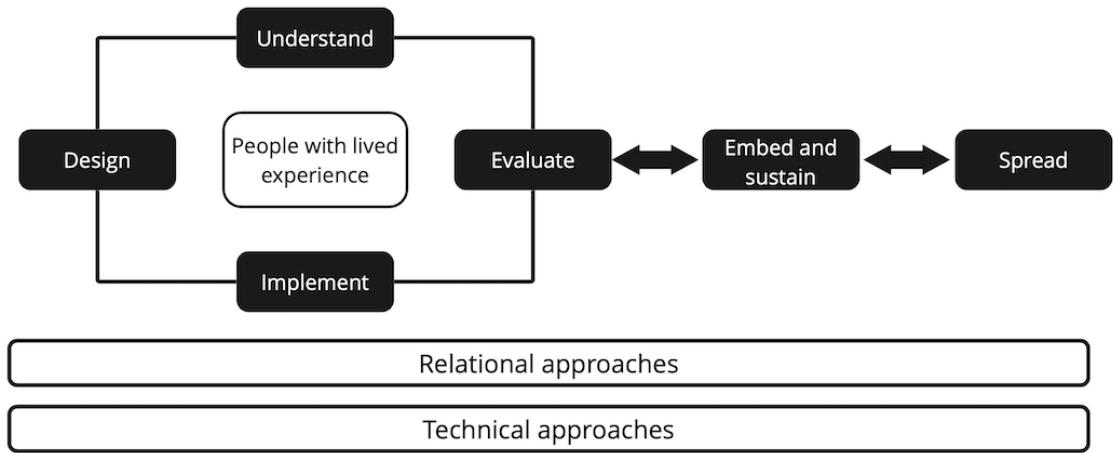 Understand
Design
People with lived
experience
Evaluate
Embed and
sustain
Spread
Implement
Relational approaches
Technical approaches